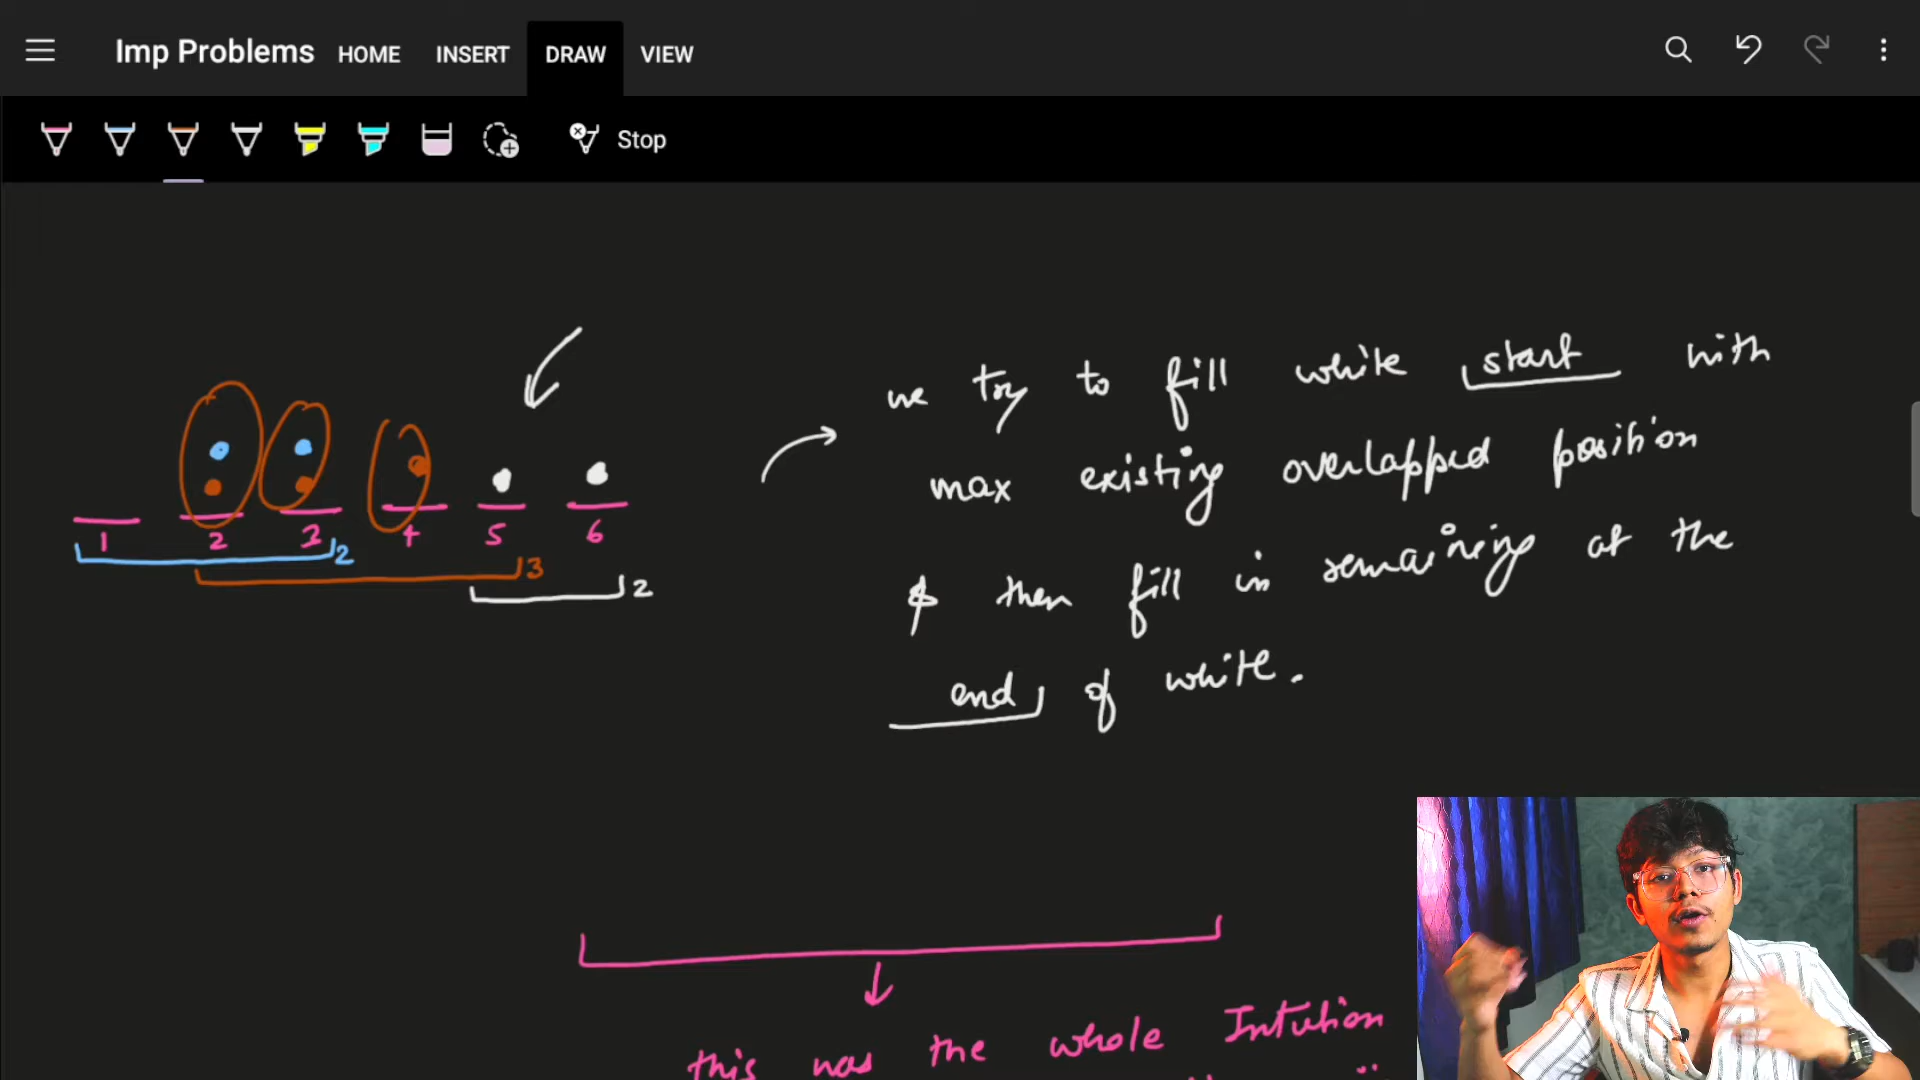 Imp Problems HOME INSERT DRAW VIEW
Stop
we try to fill white start with
max existing overlapped position
& then fill in remaining at the
end of white.
1 2 3 4 5 6
2
3
2
this was the whole Intution